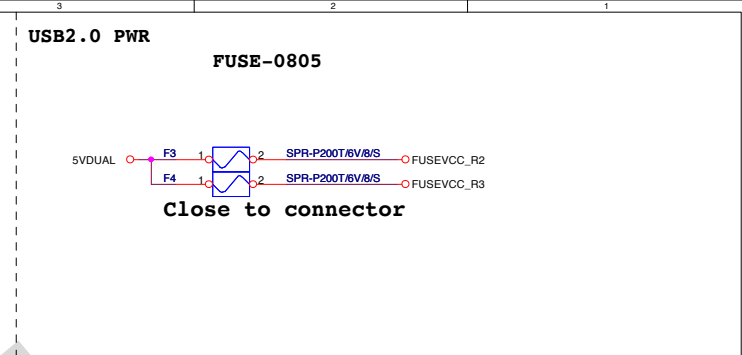 3 2 1
USB2.0 PWR
FUSE-0805
5VDUAL F3 1 2 SPR-P200T/6V/8/S FUSEVCC_R2
F4 1 2 SPR-P200T/6V/8/S FUSEVCC_R3
Close to connector